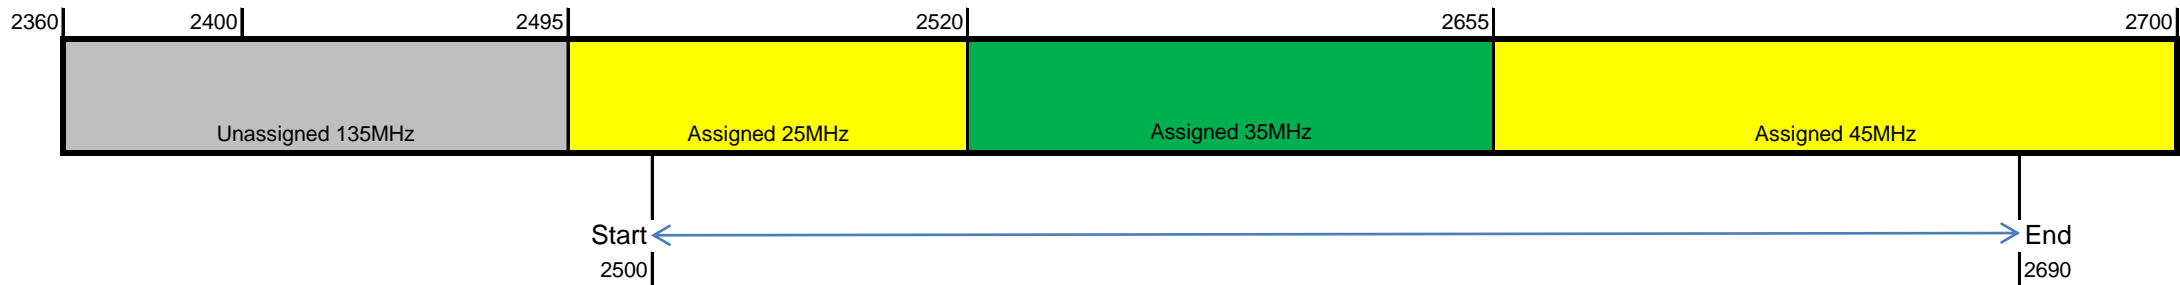 2360 2400 2495 2520 2655 2700
Unassigned 135MHz Assigned 25MHz Assigned 35MHz Assigned 45MHz
Start End
2500 2690